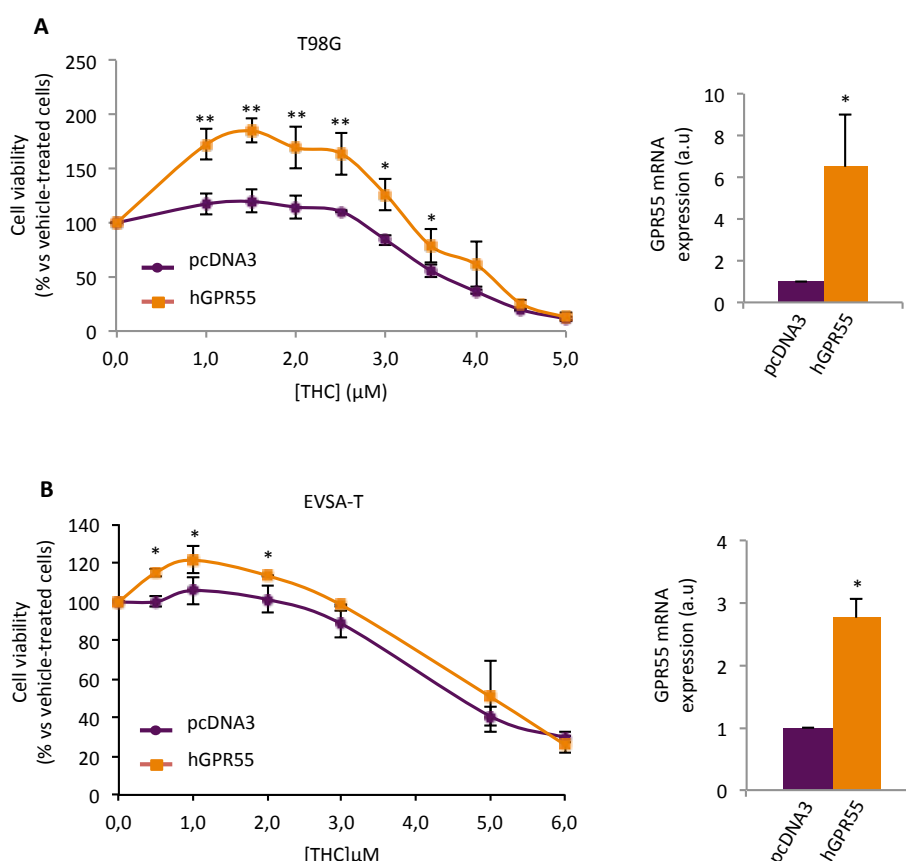 A
T98G
Cell viability
(% vs vehicle-treated cells)
250
200
150
100
50
0
** ** ** ** * *
pcDNA3
hGPR55
0,0 1,0 2,0 3,0 4,0 5,0
[THC] (µM)
GPR55 mRNA
expression (a.u)
10
8
6
4
2
0
*
pcDNA3
hGPR55
B
EVSA-T
Cell viability
(% vs vehicle-treated cells)
140
120
100
80
60
40
20
0
* * *
pcDNA3
hGPR55
0,0 1,0 2,0 3,0 4,0 5,0 6,0
[THC]µM
GPR55 mRNA
expression (a.u)
4
3
2
1
0
*
pcDNA3
hGPR55